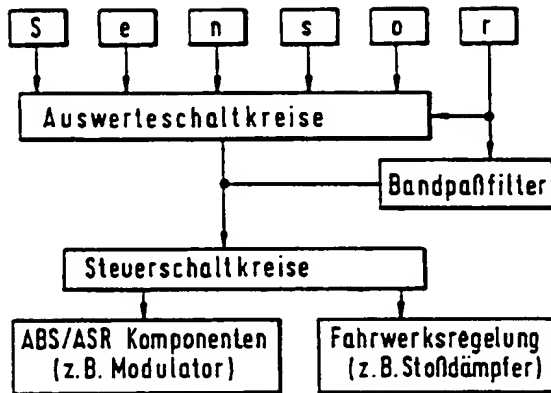 S e n s o r
Auswerteschaltkreise
Bandpaßfilter
Steuerschaltkreise
ABS/ASR Komponenten
(z.B. Modulator)
Fahrwerksregelung
(z.B. Stoßdämpfer)